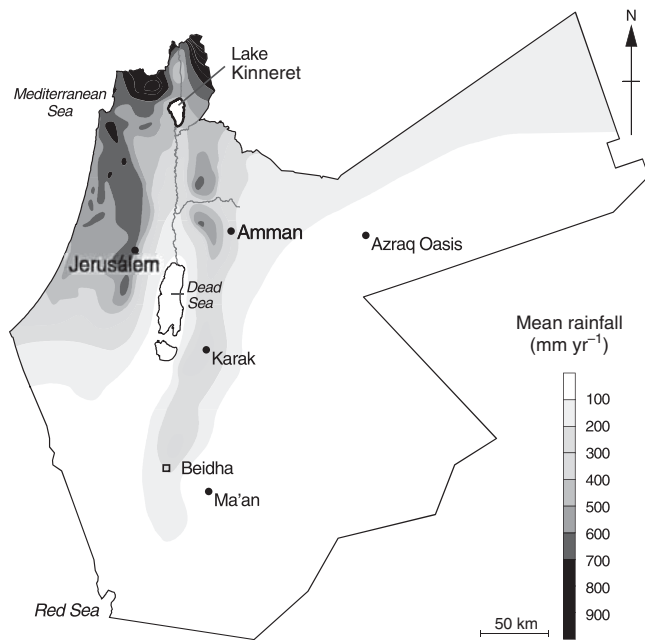 N
Lake
Kinneret
Mediterranean
Sea
Amman
Azraq Oasis
Jerusálem
Dead
Sea
Mean rainfall
(mm yr⁻¹)
Karak
100
200
300
400
500
600
700
800
900
Beidha
Ma'an
Red Sea
50 km